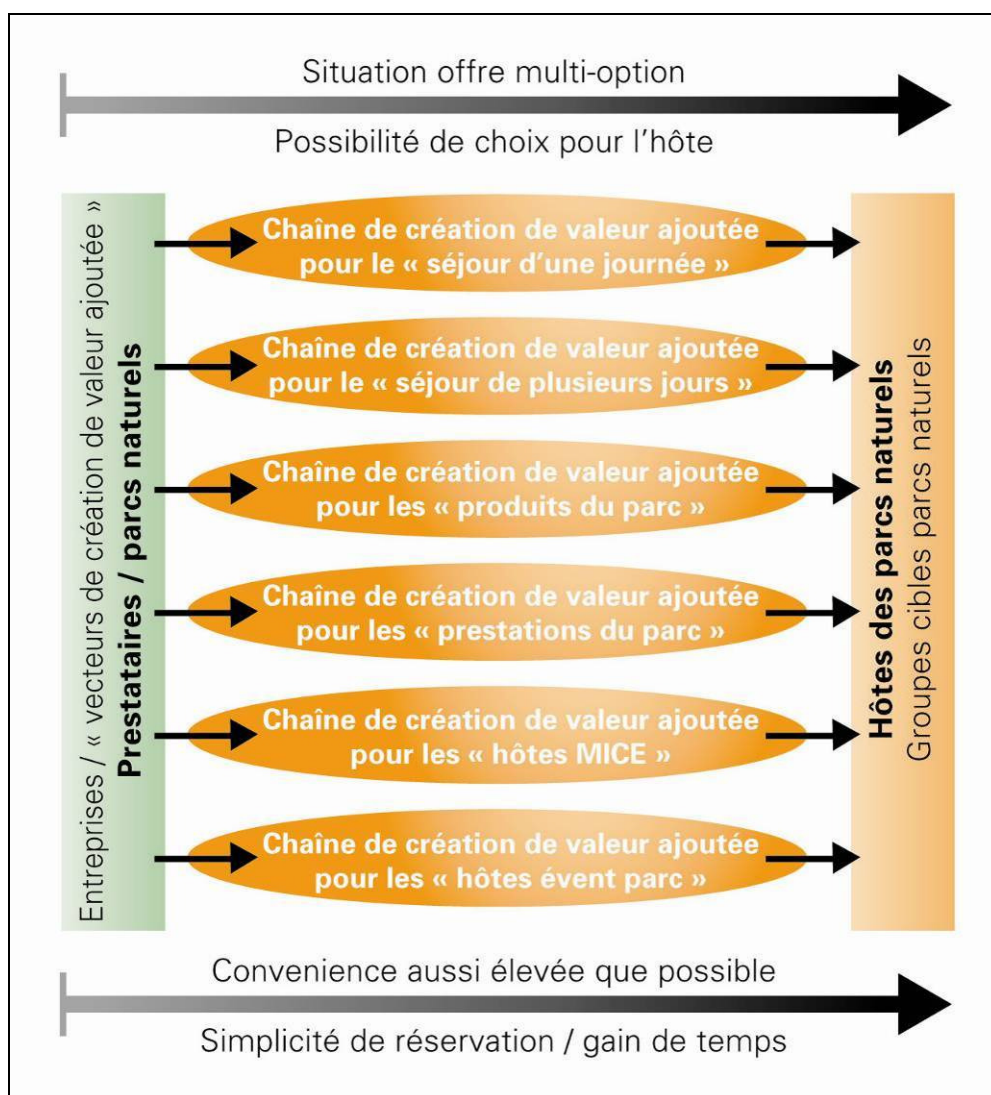 Situation offre multi-option
Possibilité de choix pour l'hôte
Entreprises / « vecteurs de création de valeur ajoutée »
Prestataires / parcs naturels
Chaîne de création de valeur ajoutée
pour le « séjour d'une journée »
Chaîne de création de valeur ajoutée
pour le « séjour de plusieurs jours »
Chaîne de création de valeur ajoutée
pour les « produits du parc »
Chaîne de création de valeur ajoutée
pour les « prestations du parc »
Chaîne de création de valeur ajoutée
pour les « hôtes MICE »
Chaîne de création de valeur ajoutée
pour les « hôtes évent parc »
Hôtes des parcs naturels
Groupes cibles parcs naturels
Convenience aussi élevée que possible
Simplicité de réservation / gain de temps